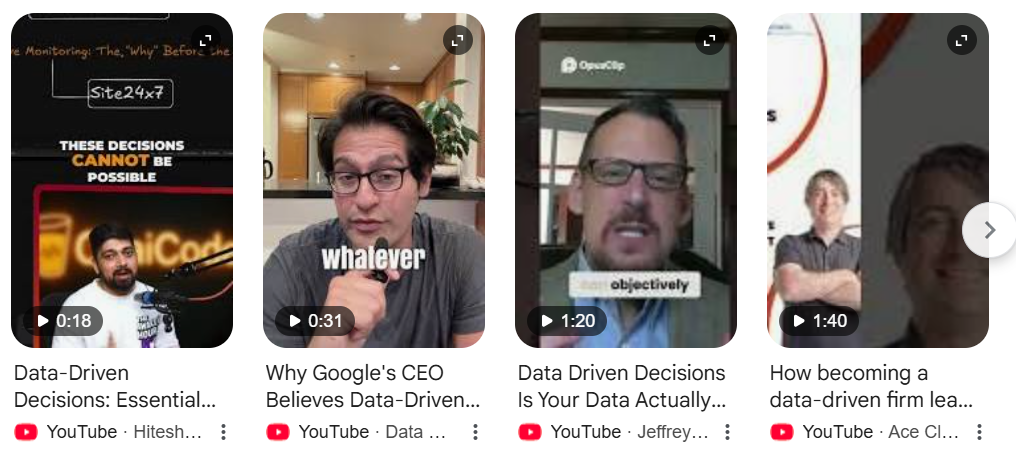 ve Monitoring: The "Why" Before the
Site24x7
THESE DECISIONS
CANNOT BE
POSSIBLE
0:18
Data-Driven
Decisions: Essential...
YouTube · Hitesh...
whatever
0:31
Why Google's CEO
Believes Data-Driven...
YouTube · Data ...
OpusClip
objectively
1:20
Data Driven Decisions
Is Your Data Actually...
YouTube · Jeffrey...
S
T
1:40
How becoming a
data-driven firm lea...
YouTube · Ace Cl...